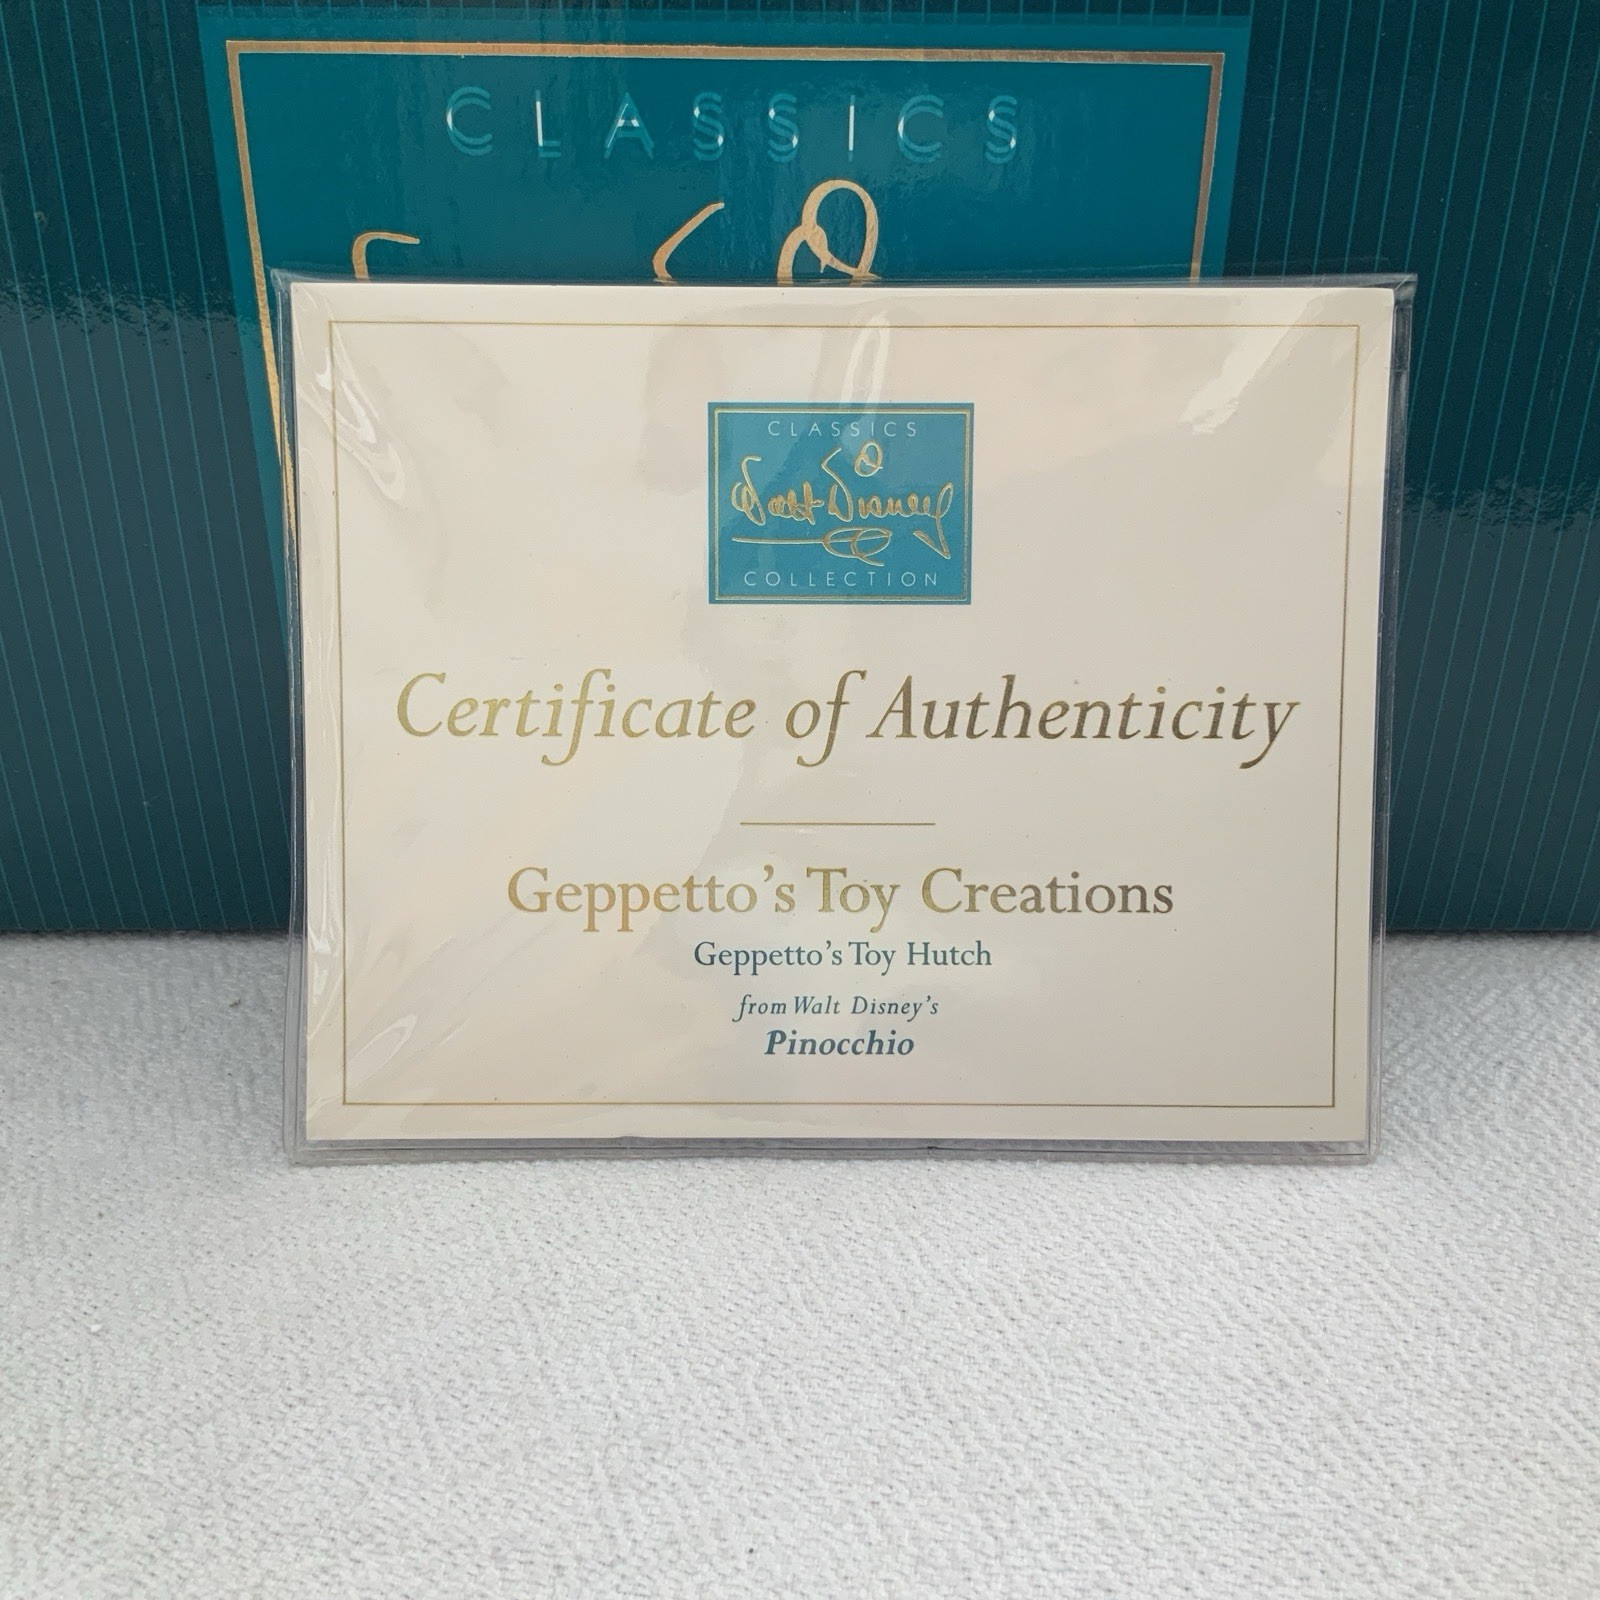 CLASSICS
CLASSICS
Walt Disney
COLLECTION
Certificate of Authenticity
Geppetto's Toy Creations
Geppetto's Toy Hutch
from Walt Disney's
Pinocchio